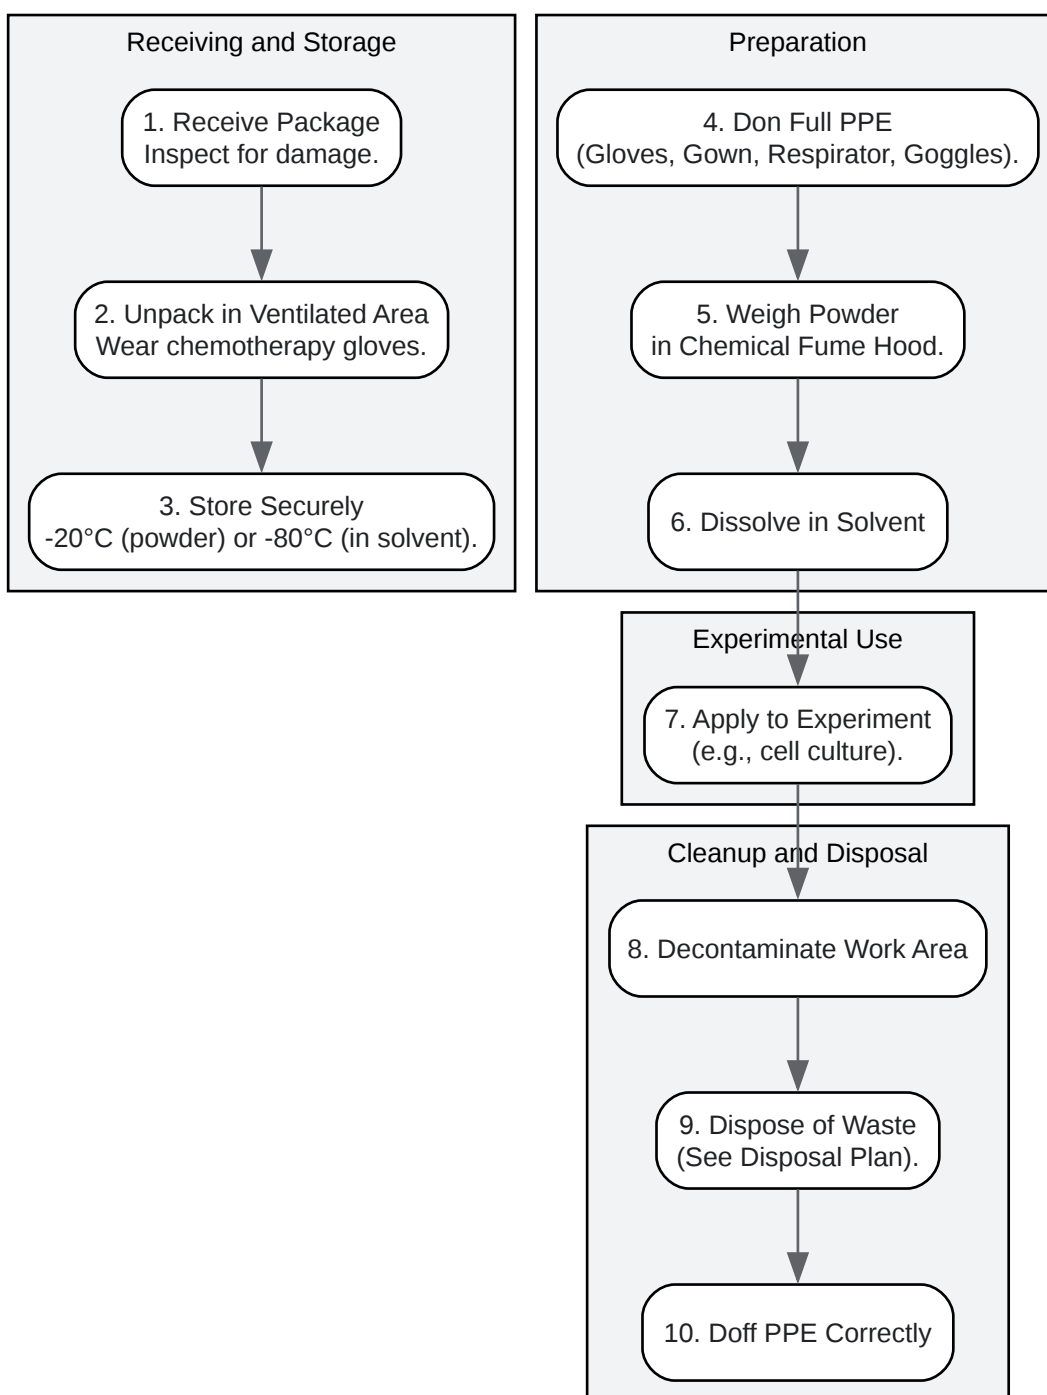 Receiving and Storage
1. Receive Package
Inspect for damage.
2. Unpack in Ventilated Area
Wear chemotherapy gloves.
3. Store Securely
-20°C (powder) or -80°C (in solvent).
Preparation
4. Don Full PPE
(Gloves, Gown, Respirator, Goggles).
5. Weigh Powder
in Chemical Fume Hood.
6. Dissolve in Solvent
Experimental Use
7. Apply to Experiment
(e.g., cell culture).
Cleanup and Disposal
8. Decontaminate Work Area
9. Dispose of Waste
(See Disposal Plan).
10. Doff PPE Correctly